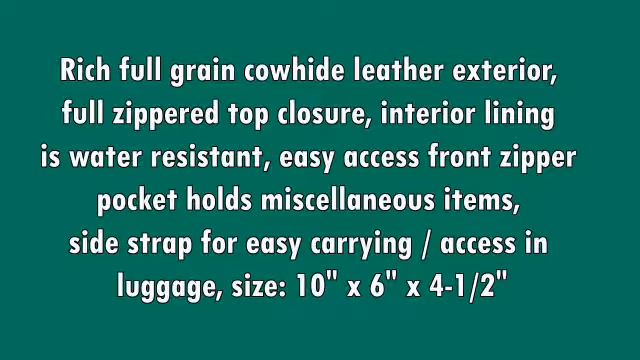 Rich full grain cowhide leather exterior,
full zippered top closure, interior lining
is water resistant, easy access front zipper
pocket holds miscellaneous items,
side strap for easy carrying / access in
luggage, size: 10" x 6" x 4-1/2"